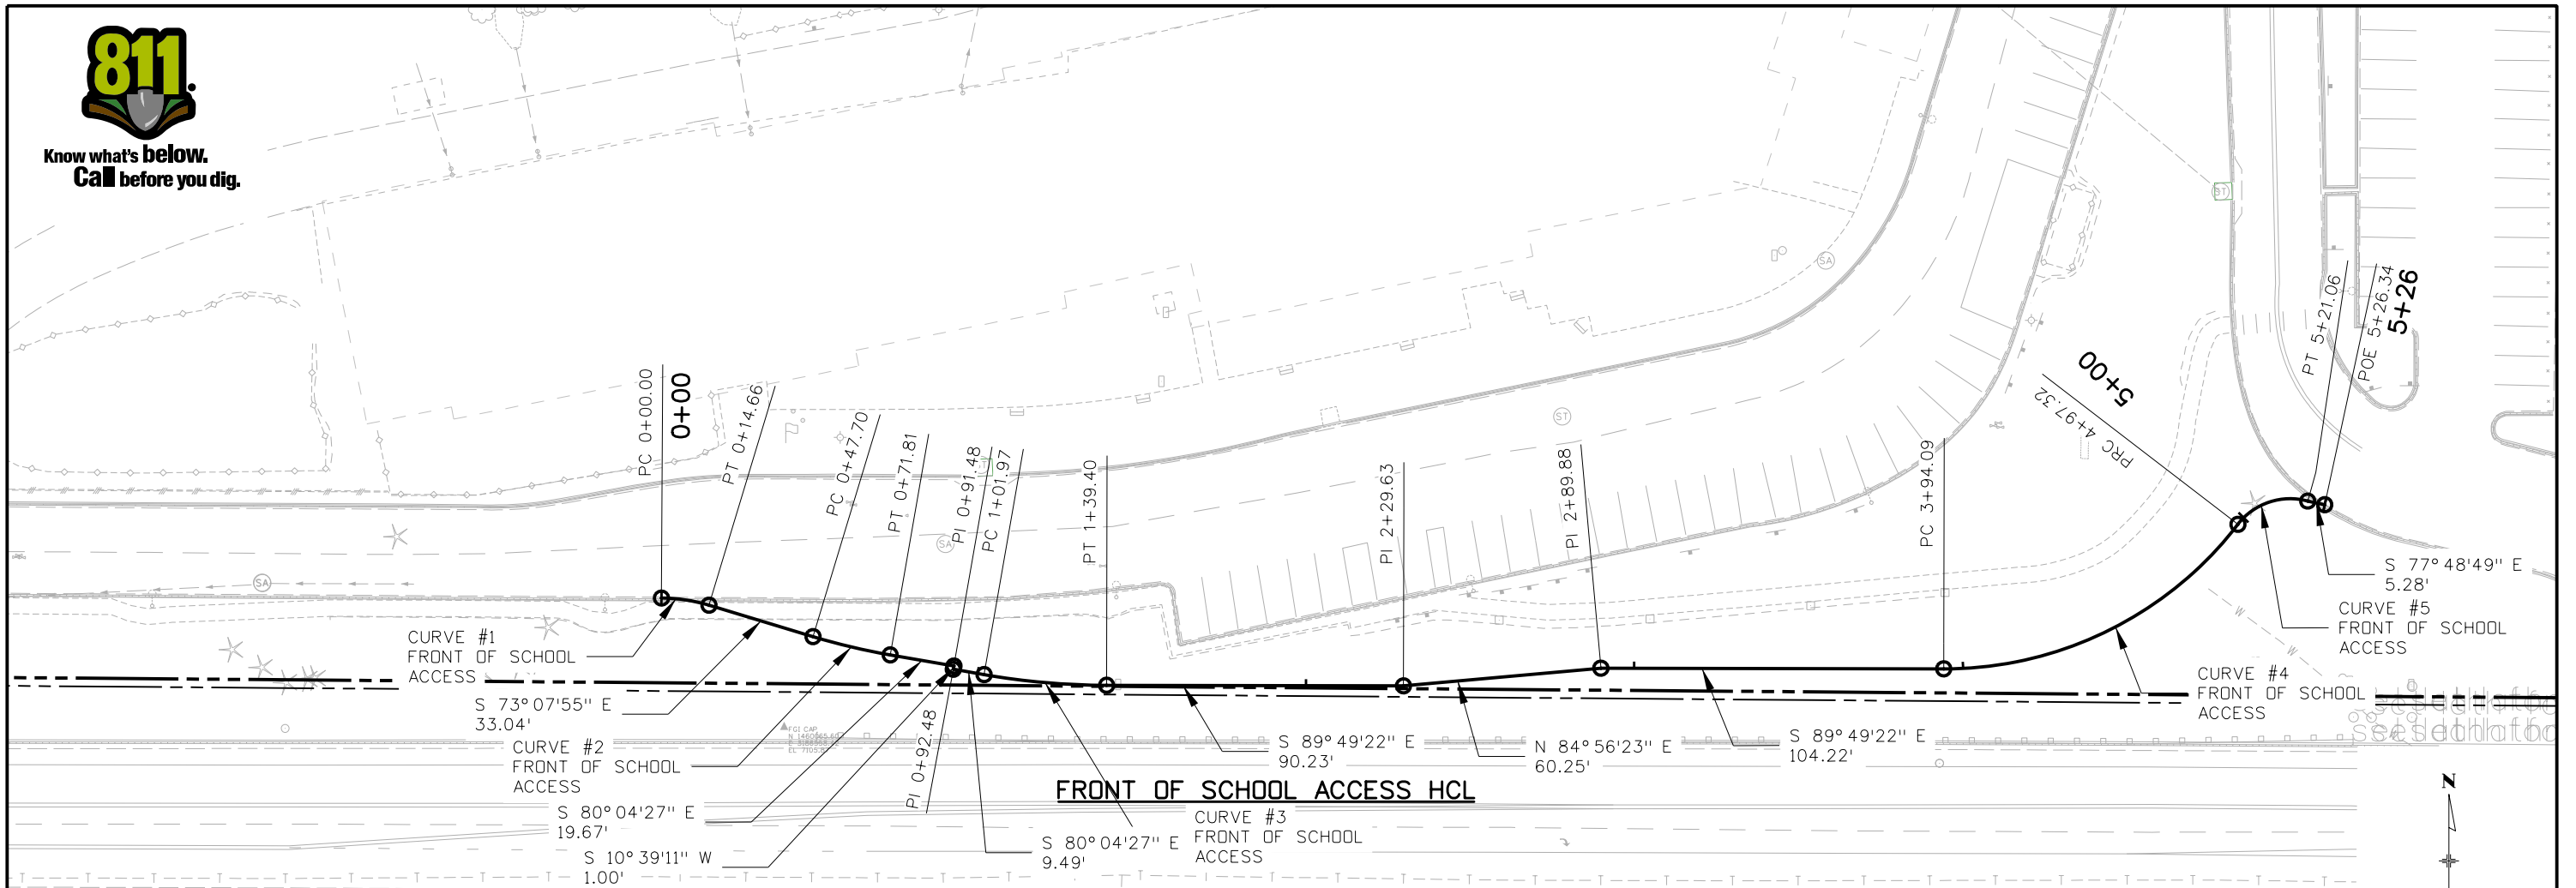 811.
Know what's below.
Call before you dig.
PC 0+00.00
0+00
PT 0+14.66
PC 0+47.70
PT 0+71.81
PI 0+91.48
PC 1+01.97
PT 1+39.40
PI 2+29.63
PI 2+89.88
PC 3+94.09
PRC 4+97.32
5+00
PT 5+21.06
POE 5+26.34
5+26
SA
SA
SA
ST
ST
CURVE #1
FRONT OF SCHOOL
ACCESS
S 73°07'55" E
33.04'
CURVE #2
FRONT OF SCHOOL
ACCESS
S 80°04'27" E
19.67'
S 10°39'11" W
1.00'
PI 0+92.48
S 80°04'27" E
9.49'
CURVE #3
FRONT OF SCHOOL
ACCESS
S 89°49'22" E
90.23'
N 84°56'23" E
60.25'
S 89°49'22" E
104.22'
CURVE #4
FRONT OF SCHOOL
ACCESS
CURVE #5
FRONT OF SCHOOL
ACCESS
S 77°48'49" E
5.28'
FGI CAP
W
W
FRONT OF SCHOOL ACCESS HCL
N